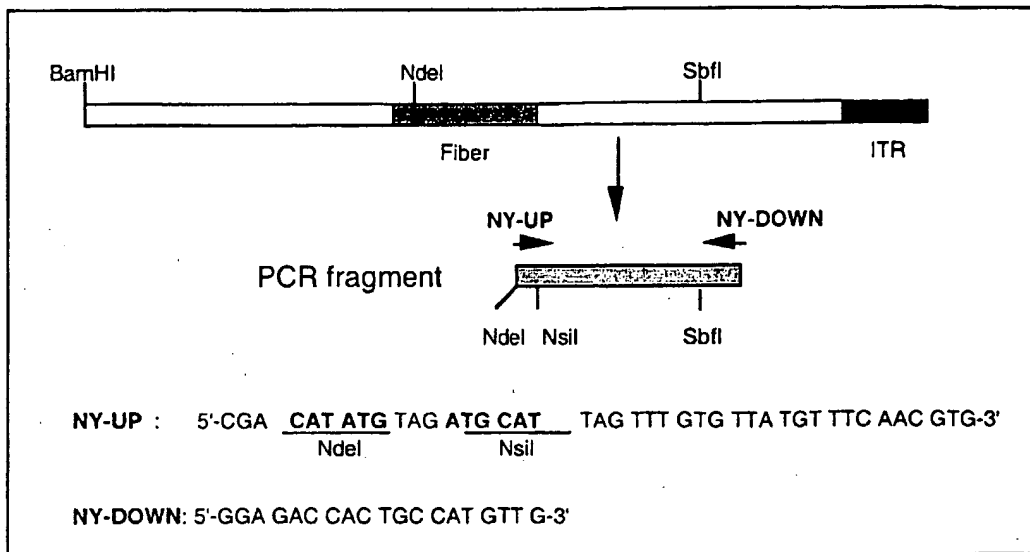 BamHI NdeI SbfI
Fiber ITR
NY-UP NY-DOWN
PCR fragment
NdeI NsiI SbfI
NY-UP : 5'-CGA CAT ATG TAG ATG CAT TAG TTT GTG TTA TGT TTC AAC GTG-3'
NdeI NsiI
NY-DOWN: 5'-GGA GAC CAC TGC CAT GTT G-3'